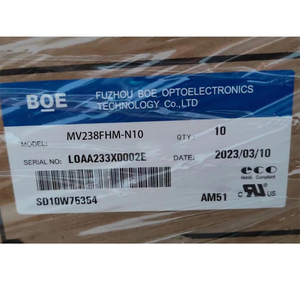 BOE
FUZHOU BOE OPTOELECTRONICS
TECHNOLOGY Co.,LTD
MODEL: MV238FHM-N10 QTY: 10
SERIAL NO: L0AA233X0002E DATE: 2023/03/10
eco
RoHS Compliant
SD10W75354 AM51
C US